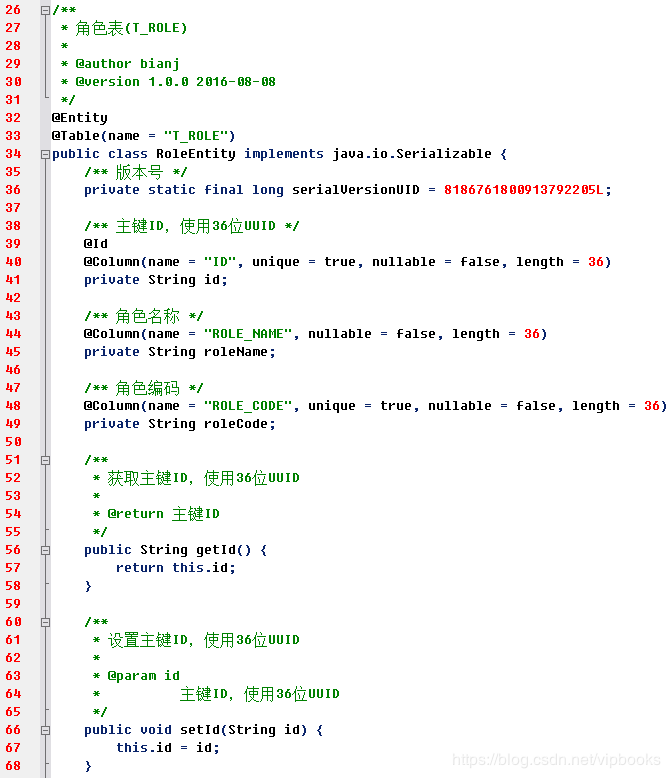 26 /**
27  * 角色表(T_ROLE)
28  *
29  * @author bianj
30  * @version 1.0.0 2016-08-08
31  */
32 @Entity
33 @Table(name = "T_ROLE")
34 public class RoleEntity implements java.io.Serializable {
35     /** 版本号 */
36     private static final long serialVersionUID = 8186761800913792205L;
37
38     /** 主键ID, 使用36位UUID */
39     @Id
40     @Column(name = "ID", unique = true, nullable = false, length = 36)
41     private String id;
42
43     /** 角色名称 */
44     @Column(name = "ROLE_NAME", nullable = false, length = 36)
45     private String roleName;
46
47     /** 角色编码 */
48     @Column(name = "ROLE_CODE", unique = true, nullable = false, length = 36)
49     private String roleCode;
50
51     /**
52      * 获取主键ID, 使用36位UUID
53      *
54      * @return 主键ID
55      */
56     public String getId() {
57         return this.id;
58     }
59
60     /**
61      * 设置主键ID, 使用36位UUID
62      *
63      * @param id
64      *          主键ID, 使用36位UUID
65      */
66     public void setId(String id) {
67         this.id = id;
68     }
https://blog.csdn.net/vipbooks